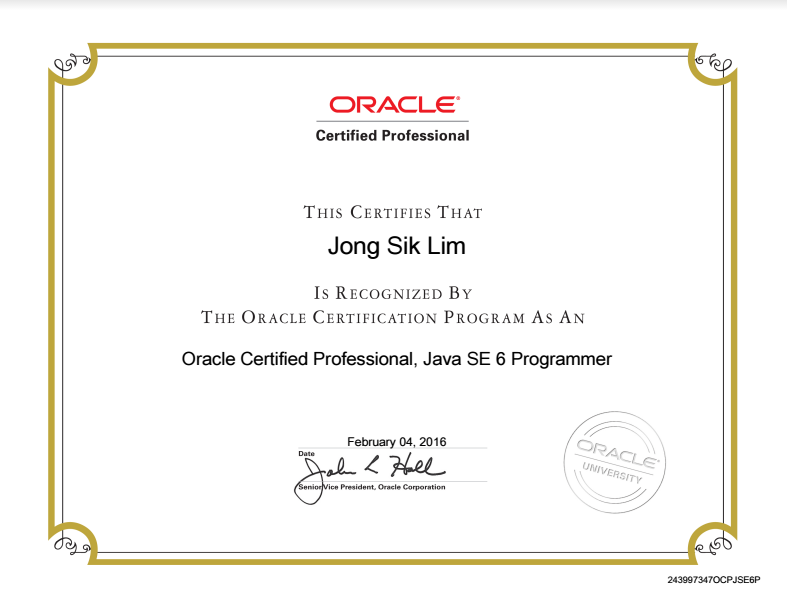 ORACLE®
Certified Professional
THIS CERTIFIES THAT
Jong Sik Lim
IS RECOGNIZED BY
THE ORACLE CERTIFICATION PROGRAM AS AN
Oracle Certified Professional, Java SE 6 Programmer
February 04, 2016
Date
John L Hall
Senior Vice President, Oracle Corporation
ORACLE
UNIVERSITY
243997347OCPJSE6P